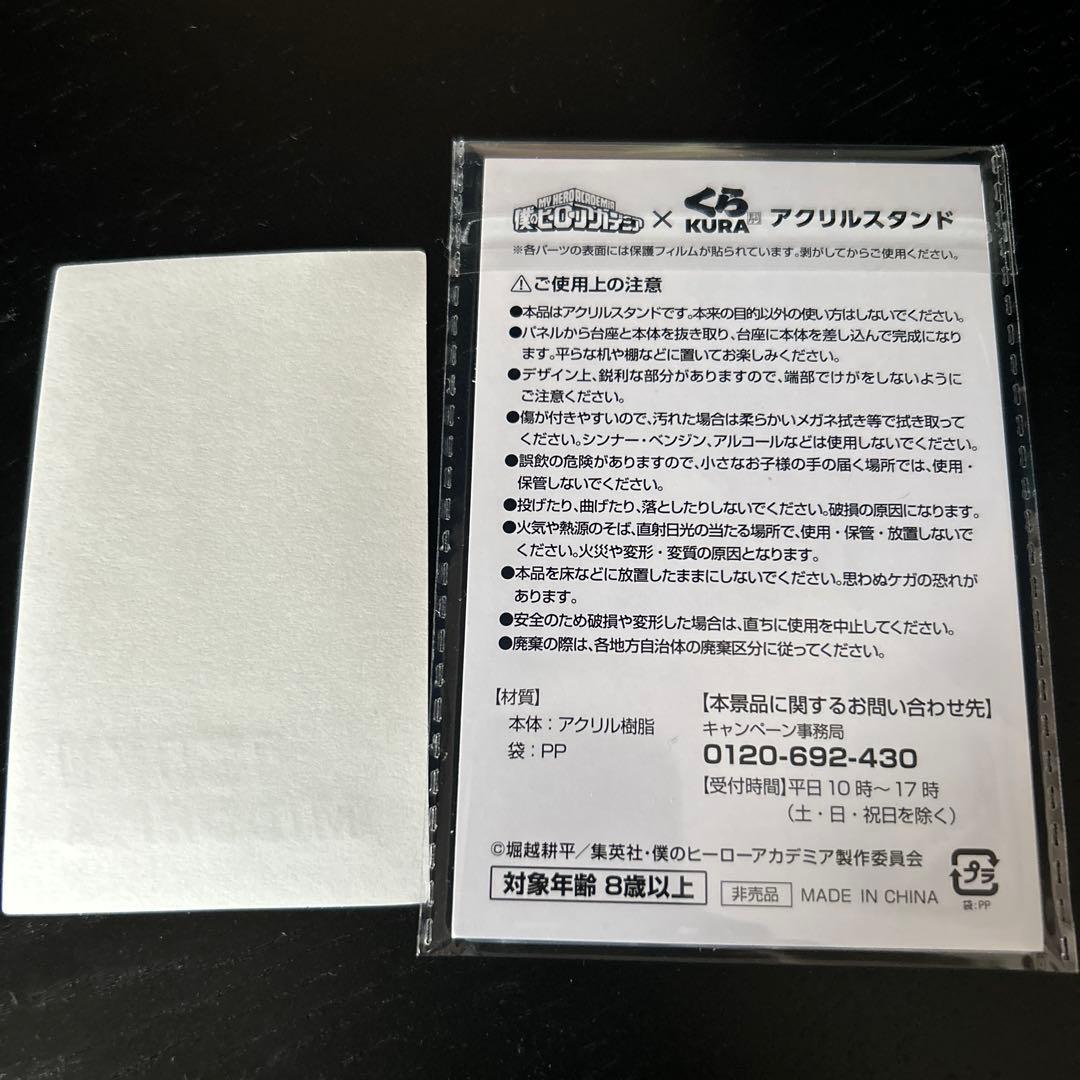 MY HERO ACADEMIA
僕のヒーローアカデミア × くら KURA アクリルスタンド
※各パーツの表面には保護フィルムが貼られています。剥がしてからご使用ください。
⚠ご使用上の注意
●本品はアクリルスタンドです。本来の目的以外の使い方はしないでください。
●パネルから台座と本体を抜き取り、台座に本体を差し込んで完成になり
ます。平らな机や棚などに置いてお楽しみください。
●デザイン上、鋭利な部分がありますので、端部でけがをしないように
ご注意ください。
●傷が付きやすいので、汚れた場合は柔らかいメガネ拭き等で拭き取って
ください。シンナー・ベンジン、アルコールなどは使用しないでください。
●誤飲の危険がありますので、小さなお子様の手の届く場所では、使用・
保管しないでください。
●投げたり、曲げたり、落としたりしないでください。破損の原因になります。
●火気や熱源のそば、直射日光の当たる場所で、使用・保管・放置しないで
ください。火災や変形・変質の原因となります。
●本品を床などに放置したままにしないでください。思わぬケガの恐れが
あります。
●安全のため破損や変形した場合は、直ちに使用を中止してください。
●廃棄の際は、各地方自治体の廃棄区分に従ってください。
【材質】
本体：アクリル樹脂
袋：PP
【本景品に関するお問い合わせ先】
キャンペーン事務局
0120-692-430
【受付時間】平日10時～17時
（土・日・祝日を除く）
©堀越耕平／集英社・僕のヒーローアカデミア製作委員会
対象年齢 8歳以上
非売品 MADE IN CHINA
プラ
袋:PP